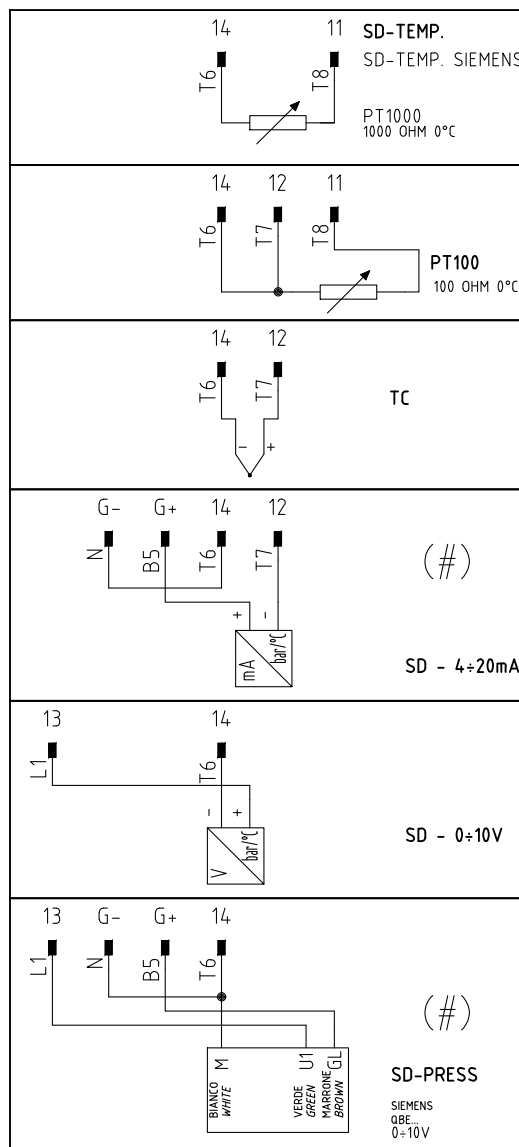 14 11 SD-TEMP.
T6 T8 SD-TEMP. SIEMENS
PT1000
1000 OHM 0°C
14 12 11
T6 T7 T8
PT100
100 OHM 0°C
14 12
T6 T7 TC
- +
G- G+ 14 12
N B5 T6 T7 (#)
+ -
mA bar/°C
SD - 4÷20mA
13 14
L1 T6
- +
V bar/°C
SD - 0÷10V
13 G- G+ 14
L1 N B5 T6
(#)
M U1 GL
BIANCO VERDE MARRONE
WHITE GREEN BROWN
SD-PRESS
SIEMENS
QBE...
0÷10V